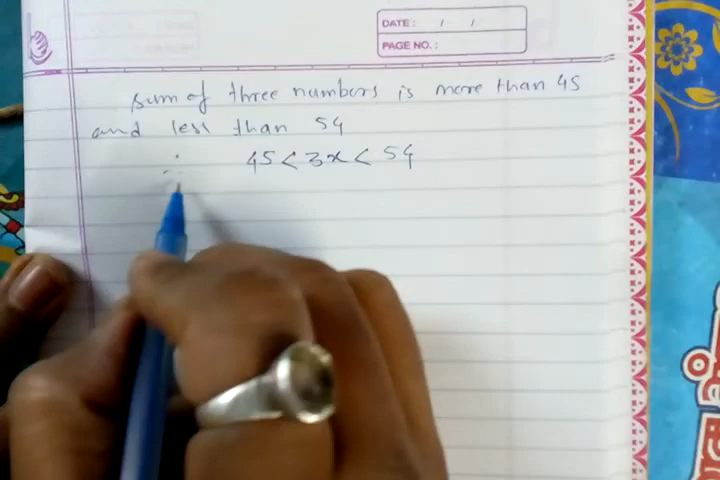 DATE: / /
PAGE NO.:
sum of three numbers is more than 45
and less than 54
∴ 45 < 3x < 54